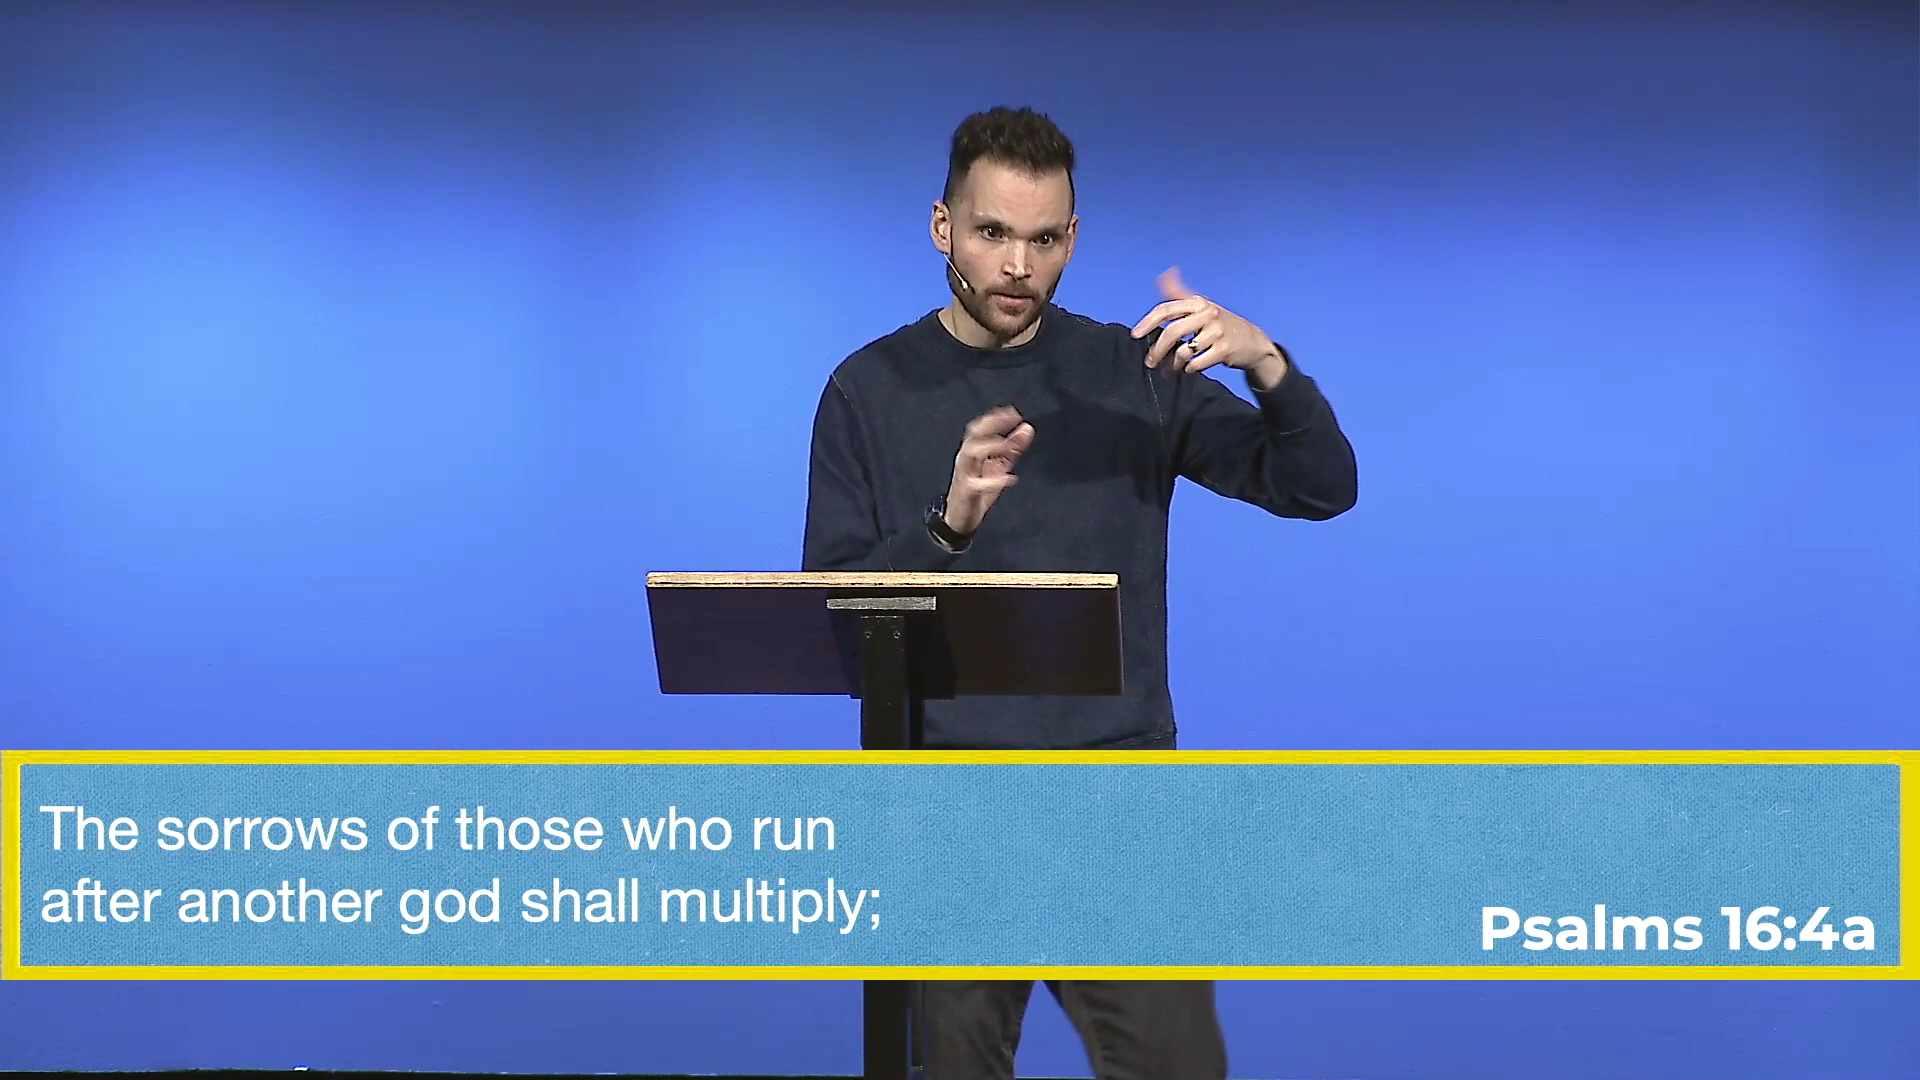 The sorrows of those who run
after another god shall multiply;
Psalms 16:4a